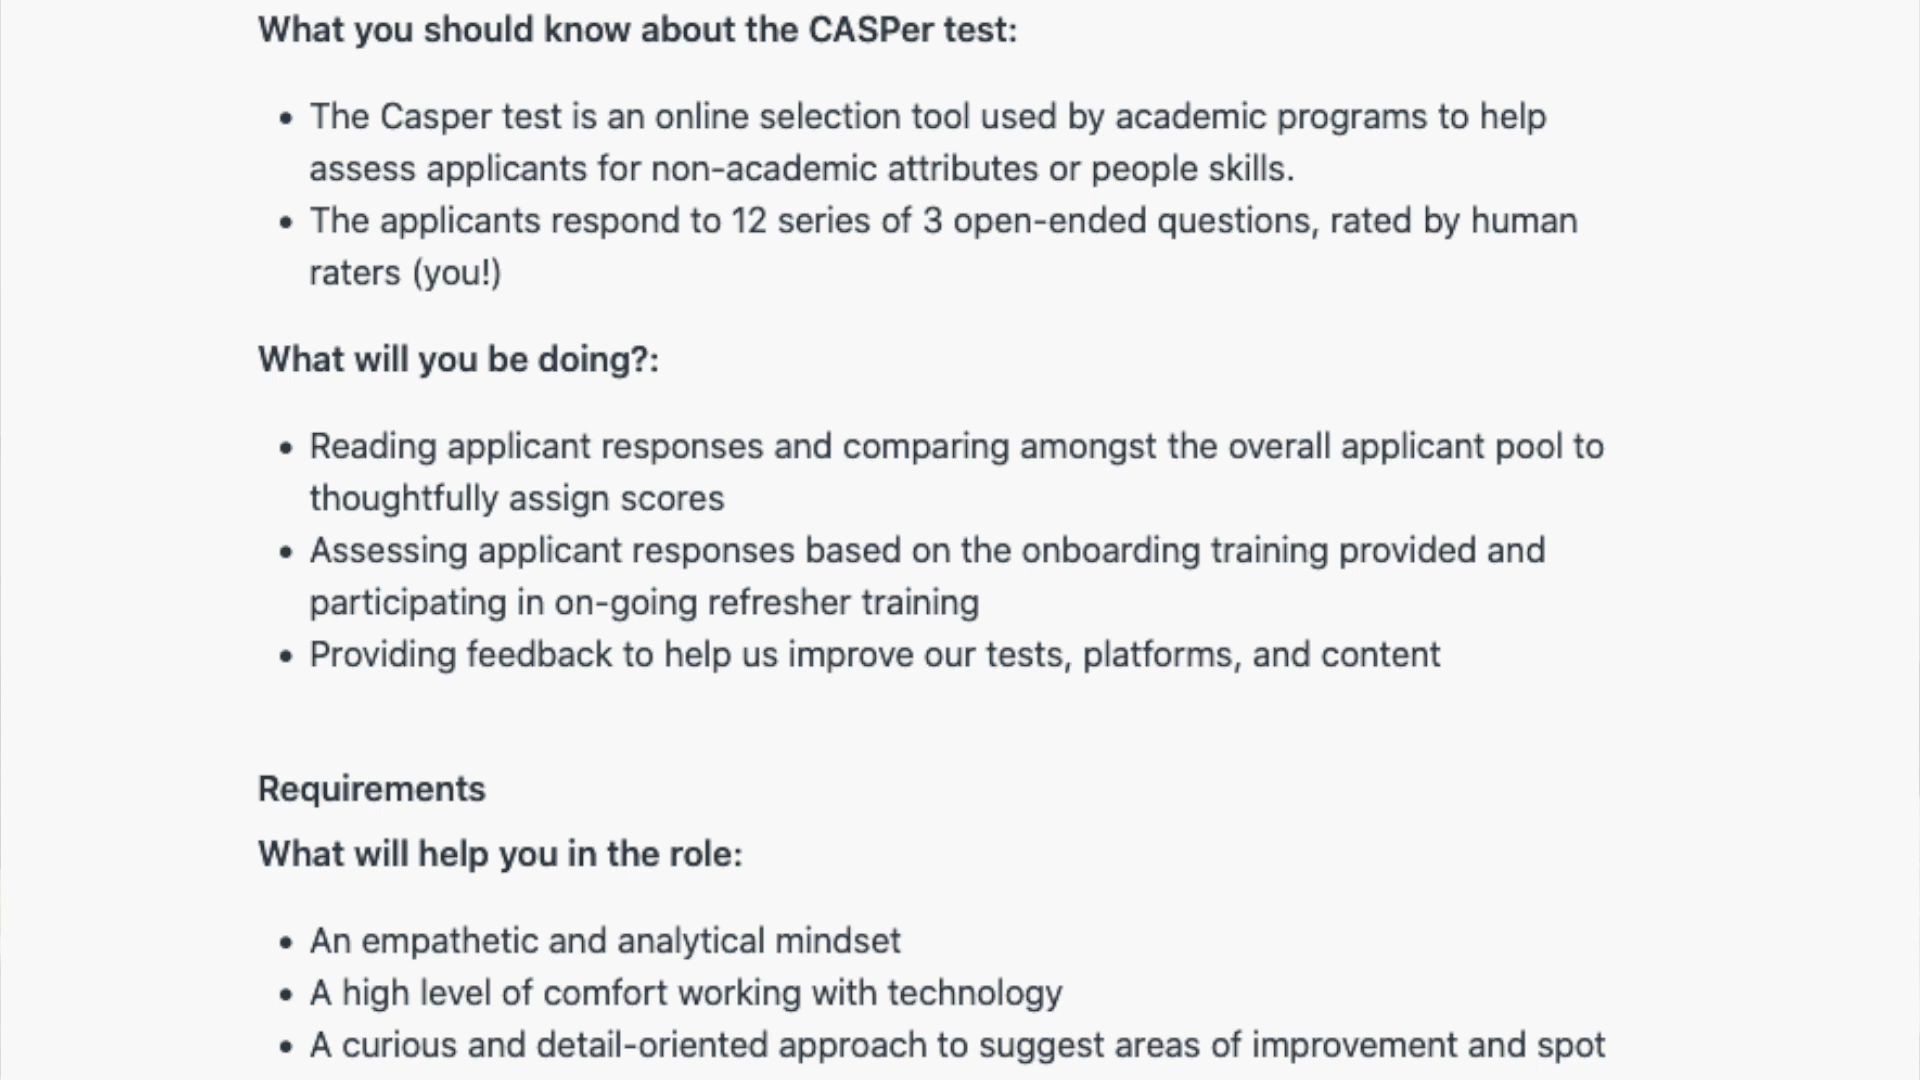 What you should know about the CASPer test:
• The Casper test is an online selection tool used by academic programs to help
assess applicants for non-academic attributes or people skills.
• The applicants respond to 12 series of 3 open-ended questions, rated by human
raters (you!)
What will you be doing?:
• Reading applicant responses and comparing amongst the overall applicant pool to
thoughtfully assign scores
• Assessing applicant responses based on the onboarding training provided and
participating in on-going refresher training
• Providing feedback to help us improve our tests, platforms, and content
Requirements
What will help you in the role:
• An empathetic and analytical mindset
• A high level of comfort working with technology
• A curious and detail-oriented approach to suggest areas of improvement and spot